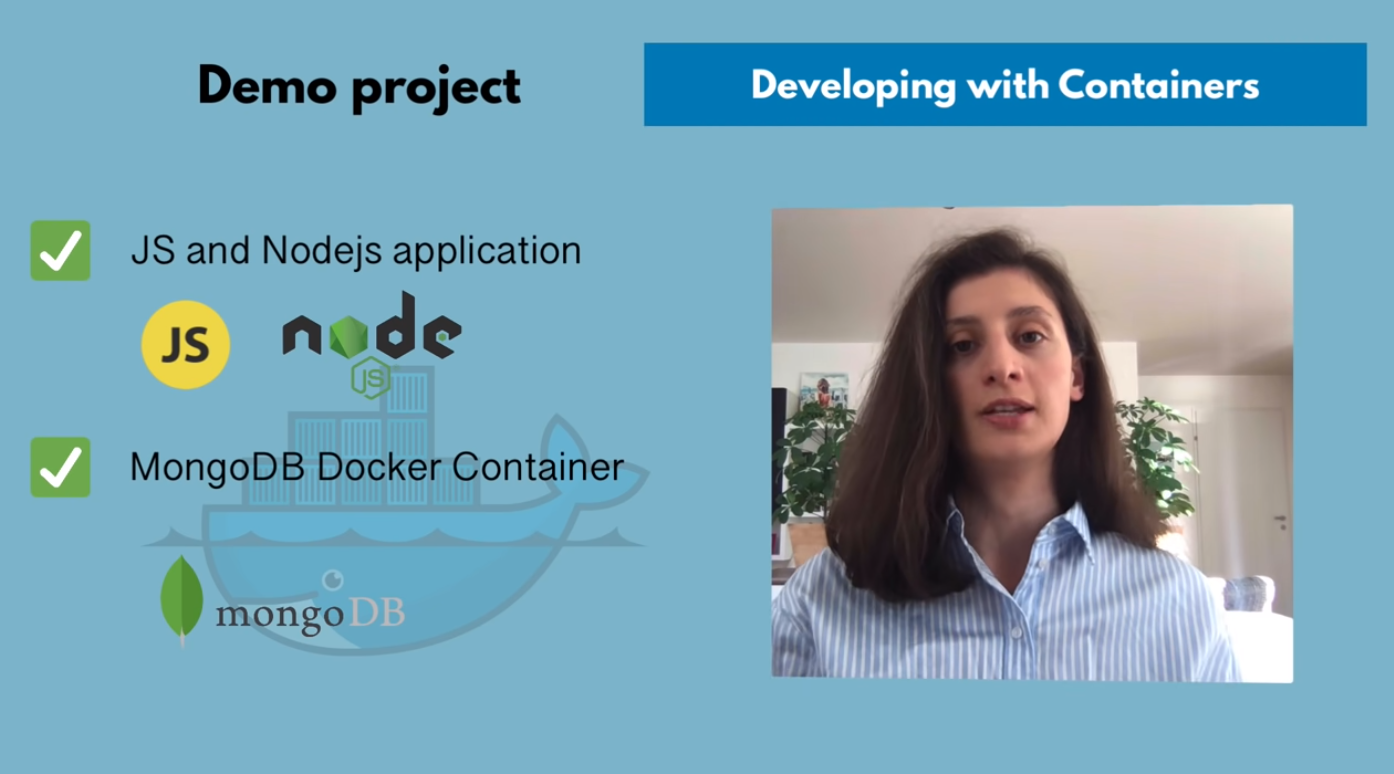 Demo project
Developing with Containers
JS and Nodejs application
JS
node
JS
MongoDB Docker Container
mongoDB